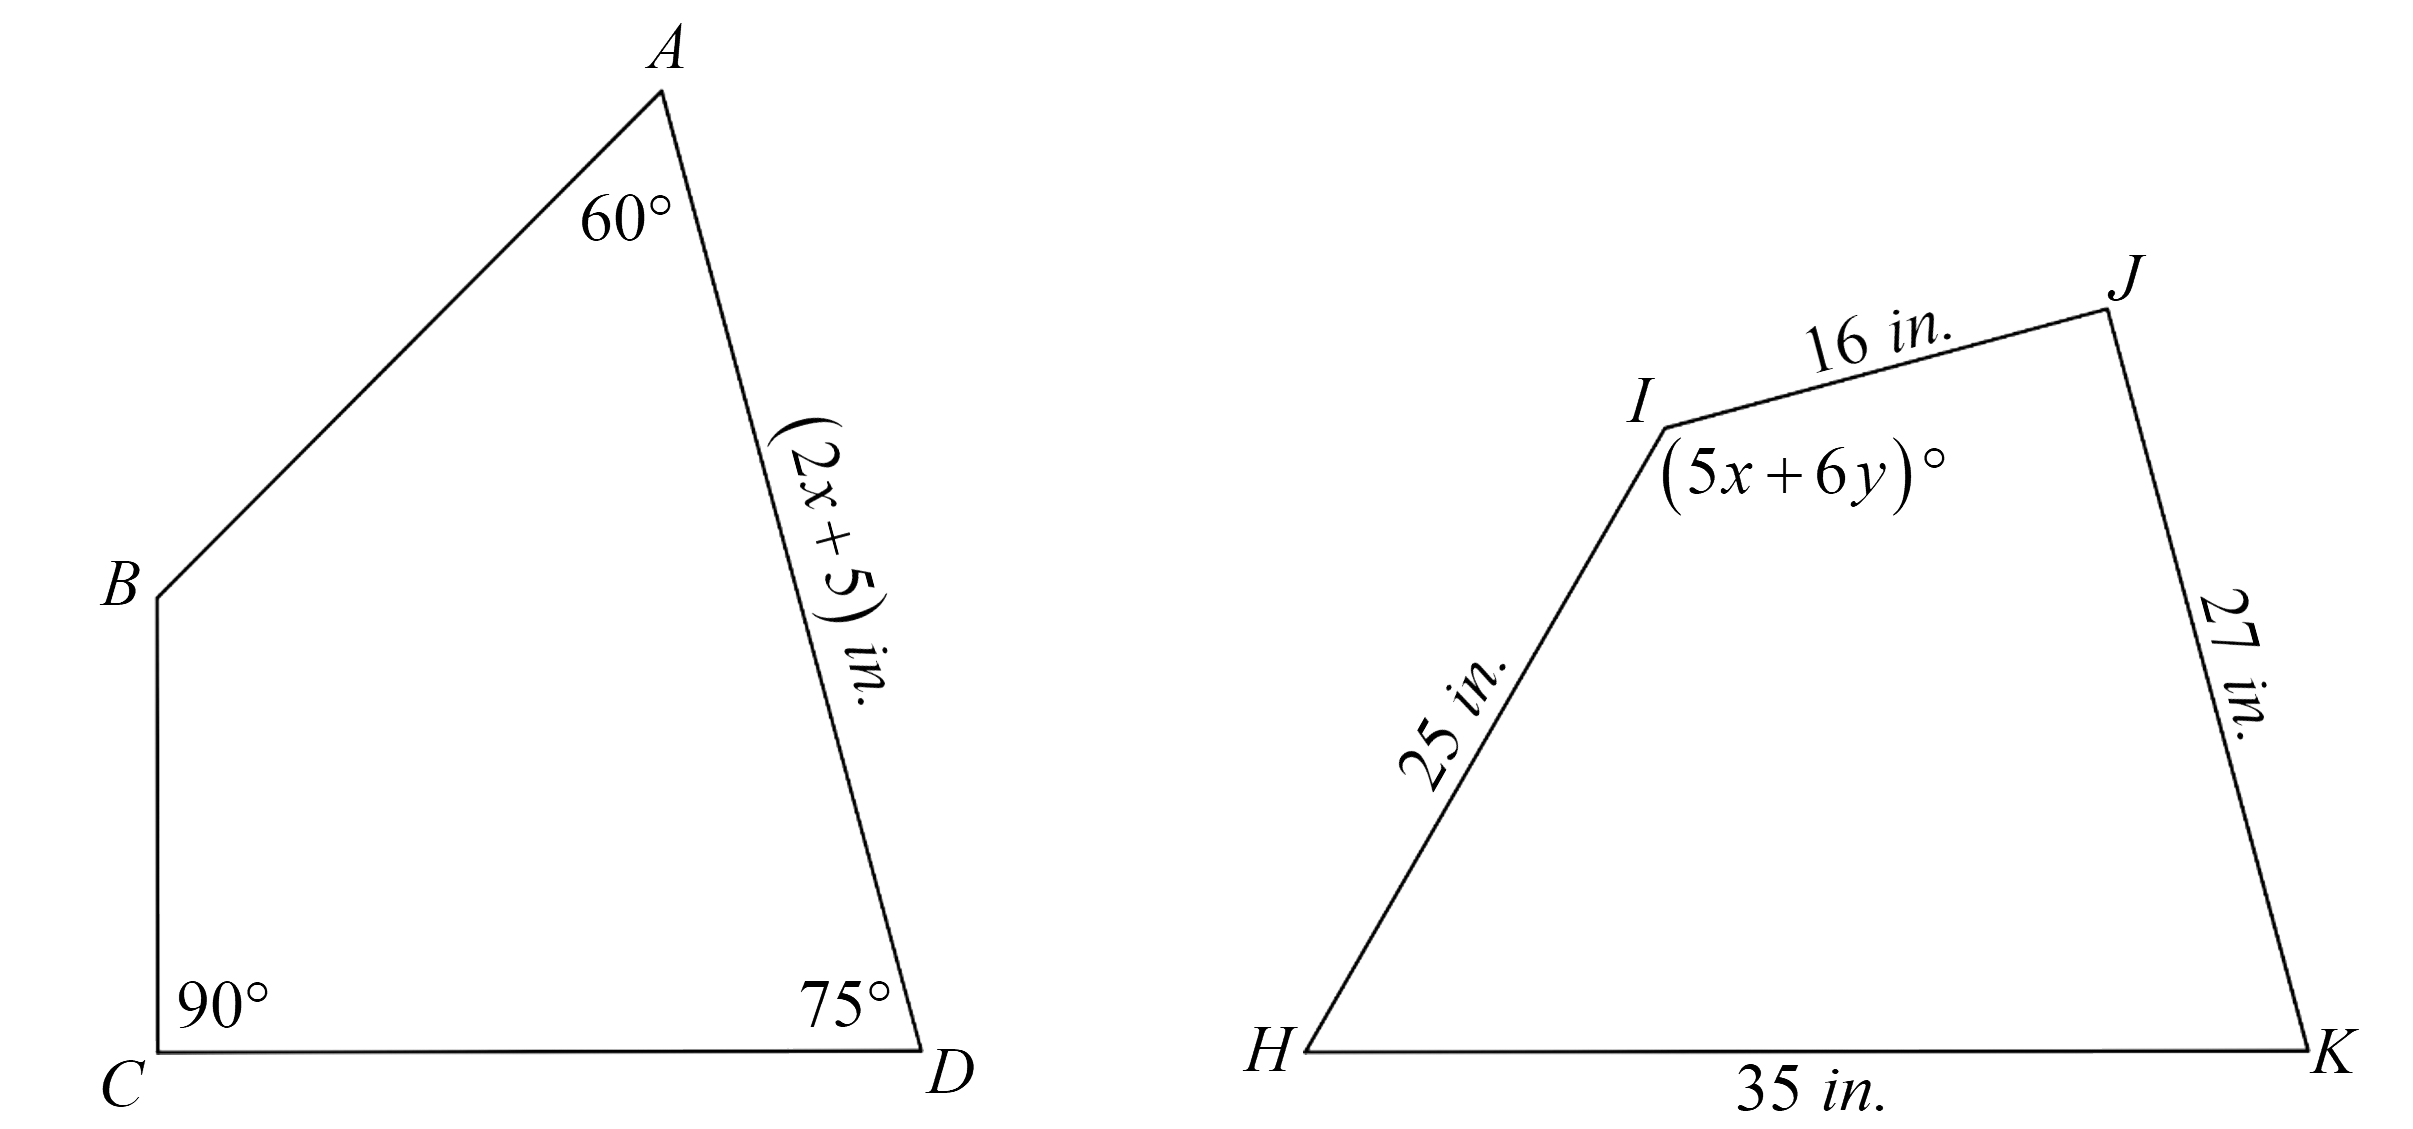 A
60°
(2x+5) in.
B
90°
75°
C
D
J
16 in.
I
(5x+6y)°
27 in.
25 in.
H
K
35 in.